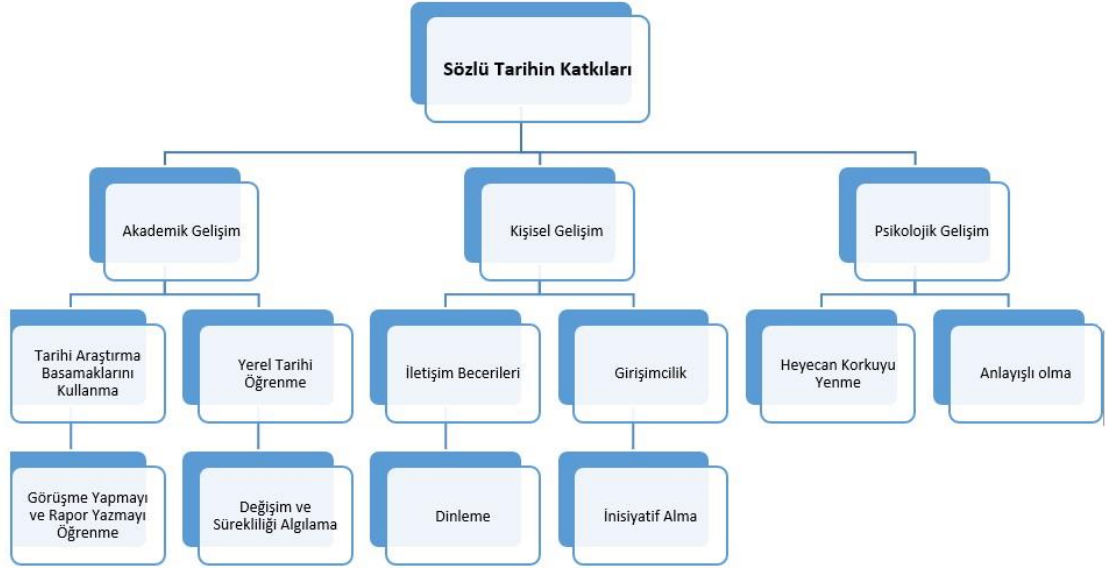 Sözlü Tarihin Katkıları
Akademik Gelişim
Kişisel Gelişim
Psikolojik Gelişim
Tarihi Araştırma
Basamaklarını
Kullanma
Yerel Tarihi
Öğrenme
İletişim Becerileri
Girişimcilik
Heyecan Korkuyu
Yenme
Anlayışlı olma
Görüşme Yapmayı
ve Rapor Yazmayı
Öğrenme
Değişim ve
Sürekliliği Algılama
Dinleme
İnisiyatif Alma